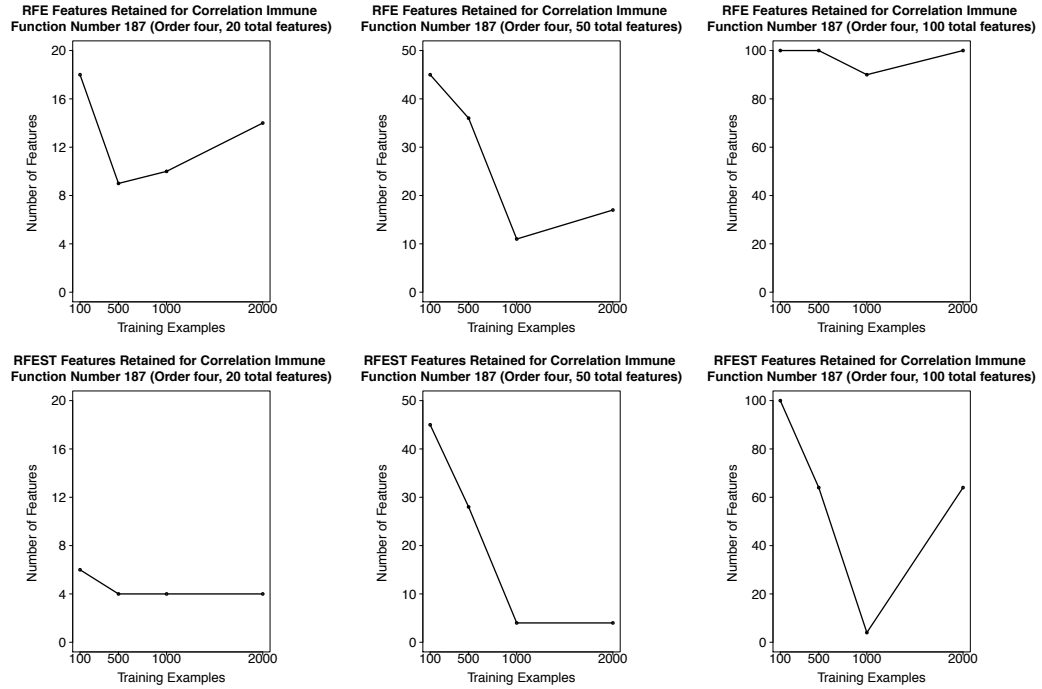 RFE Features Retained for Correlation Immune
Function Number 187 (Order four, 20 total features)
Number of Features
20
16
12
8
4
0
100 500 1000 2000
Training Examples
RFE Features Retained for Correlation Immune
Function Number 187 (Order four, 50 total features)
Number of Features
50
40
30
20
10
0
100 500 1000 2000
Training Examples
RFE Features Retained for Correlation Immune
Function Number 187 (Order four, 100 total features)
Number of Features
100
80
60
40
20
0
100 500 1000 2000
Training Examples
RFEST Features Retained for Correlation Immune
Function Number 187 (Order four, 20 total features)
Number of Features
20
16
12
8
4
0
100 500 1000 2000
Training Examples
RFEST Features Retained for Correlation Immune
Function Number 187 (Order four, 50 total features)
Number of Features
50
40
30
20
10
0
100 500 1000 2000
Training Examples
RFEST Features Retained for Correlation Immune
Function Number 187 (Order four, 100 total features)
Number of Features
100
80
60
40
20
0
100 500 1000 2000
Training Examples